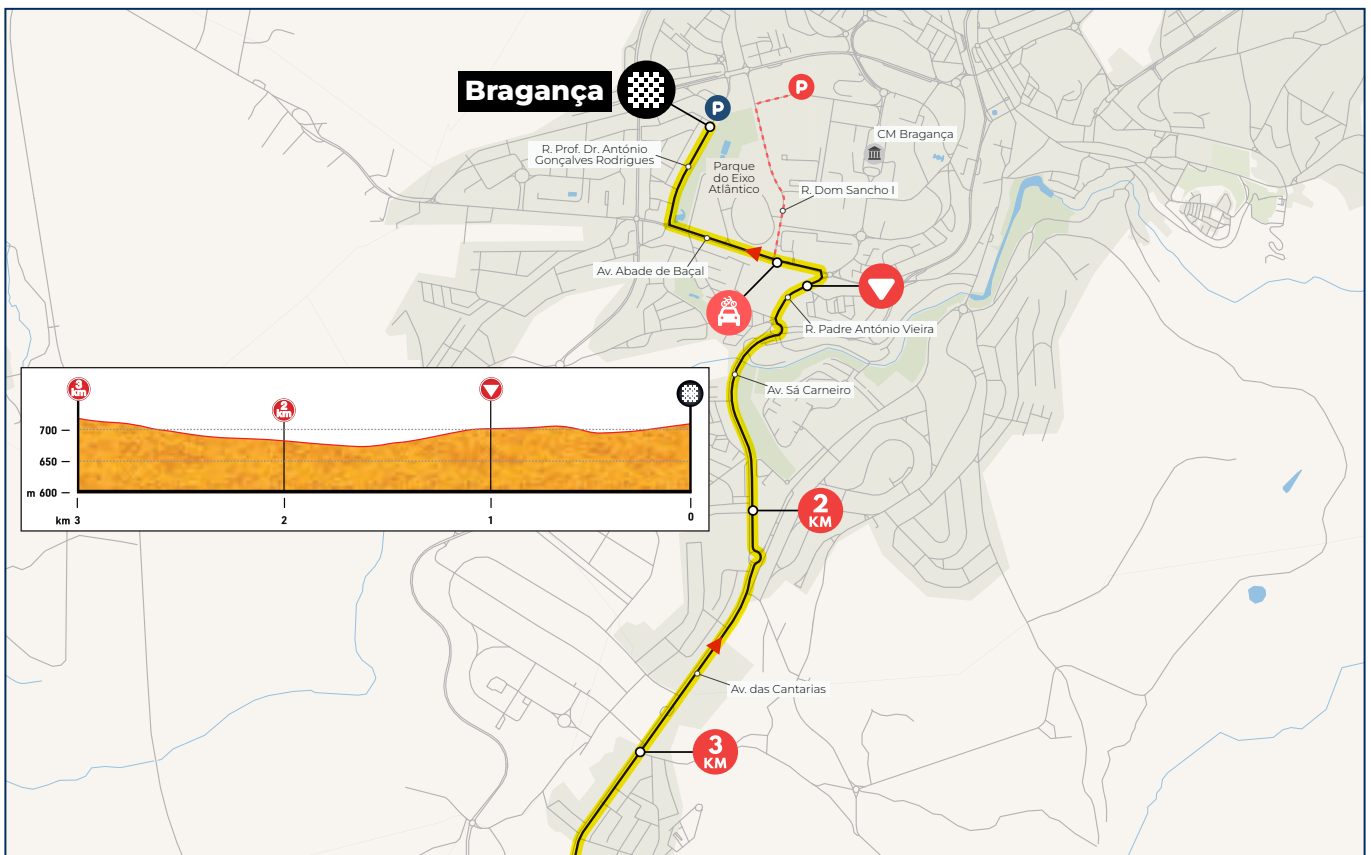 Bragança
P
P
CM Bragança
R. Prof. Dr. António
Gonçalves Rodrigues
Parque
do Eixo
Atlântico
R. Dom Sancho I
Av. Abade de Baçal
R. Padre António Vieira
Av. Sá Carneiro
3
km
2
km
700
650
m 600
km 3
2
1
0
2
KM
Av. das Cantarias
3
KM